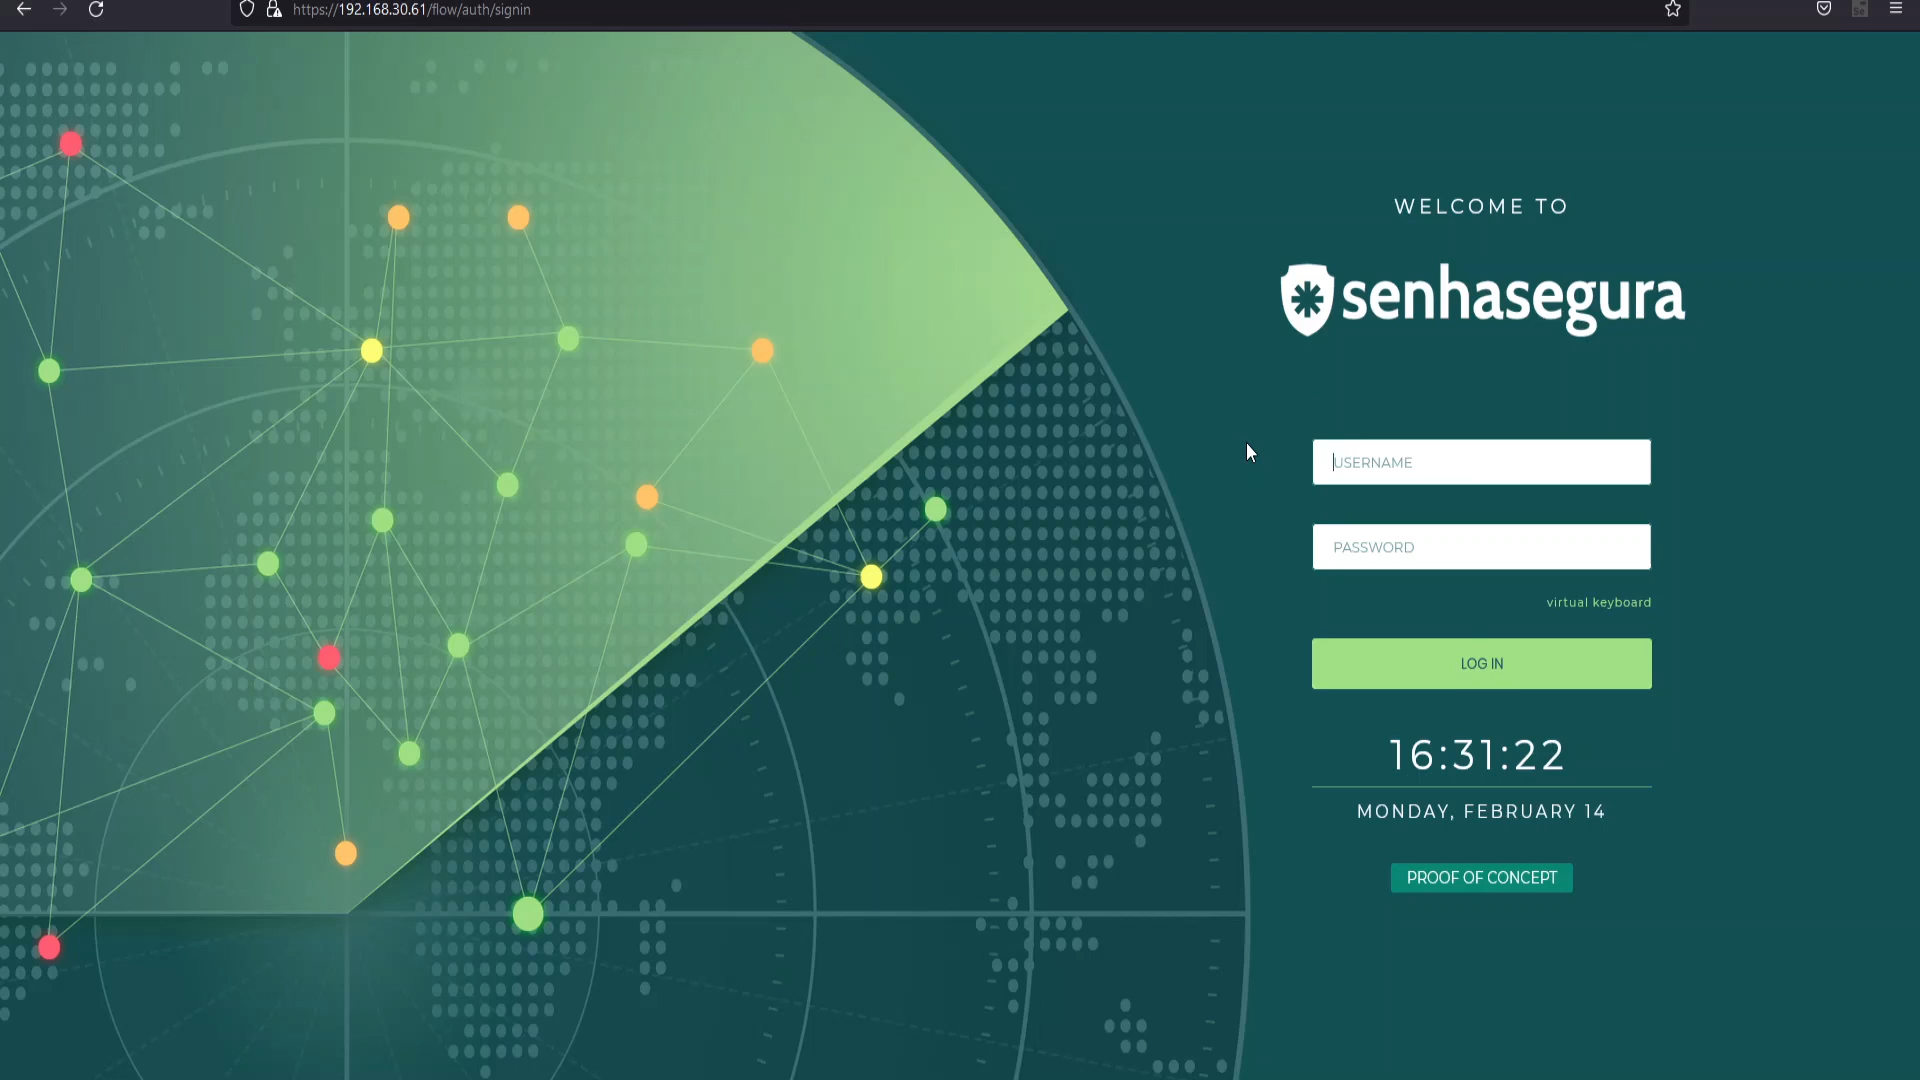 https://192.168.30.61/flow/auth/signin
WELCOME TO
senhasegura
USERNAME
PASSWORD
virtual keyboard
LOG IN
16:31:22
MONDAY, FEBRUARY 14
PROOF OF CONCEPT